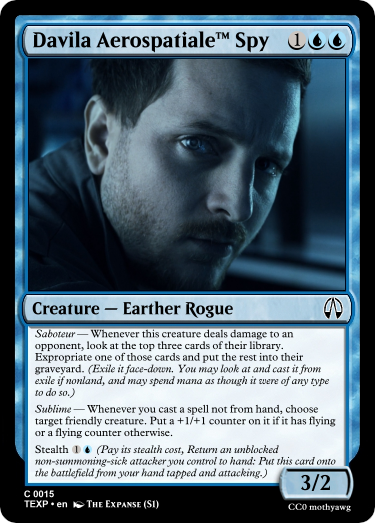 Davila Aerospatiale™ Spy 1
Creature — Earther Rogue
Saboteur — Whenever this creature deals damage to an
opponent, look at the top three cards of their library.
Expropriate one of those cards and put the rest into their
graveyard. (Exile it face-down. You may look at and cast it from
exile if nonland, and may spend mana as though it were of any type
to do so.)
Sublime — Whenever you cast a spell not from hand, choose
target friendly creature. Put a +1/+1 counter on it if it has flying
or a flying counter otherwise.
Stealth 1 (Pay its stealth cost, Return an unblocked
non-summoning-sick attacker you control to hand: Put this card onto
the battlefield from your hand tapped and attacking.)
3/2
C 0015
TEXP • en THE EXPANSE (S1)
CC0 mothyawg